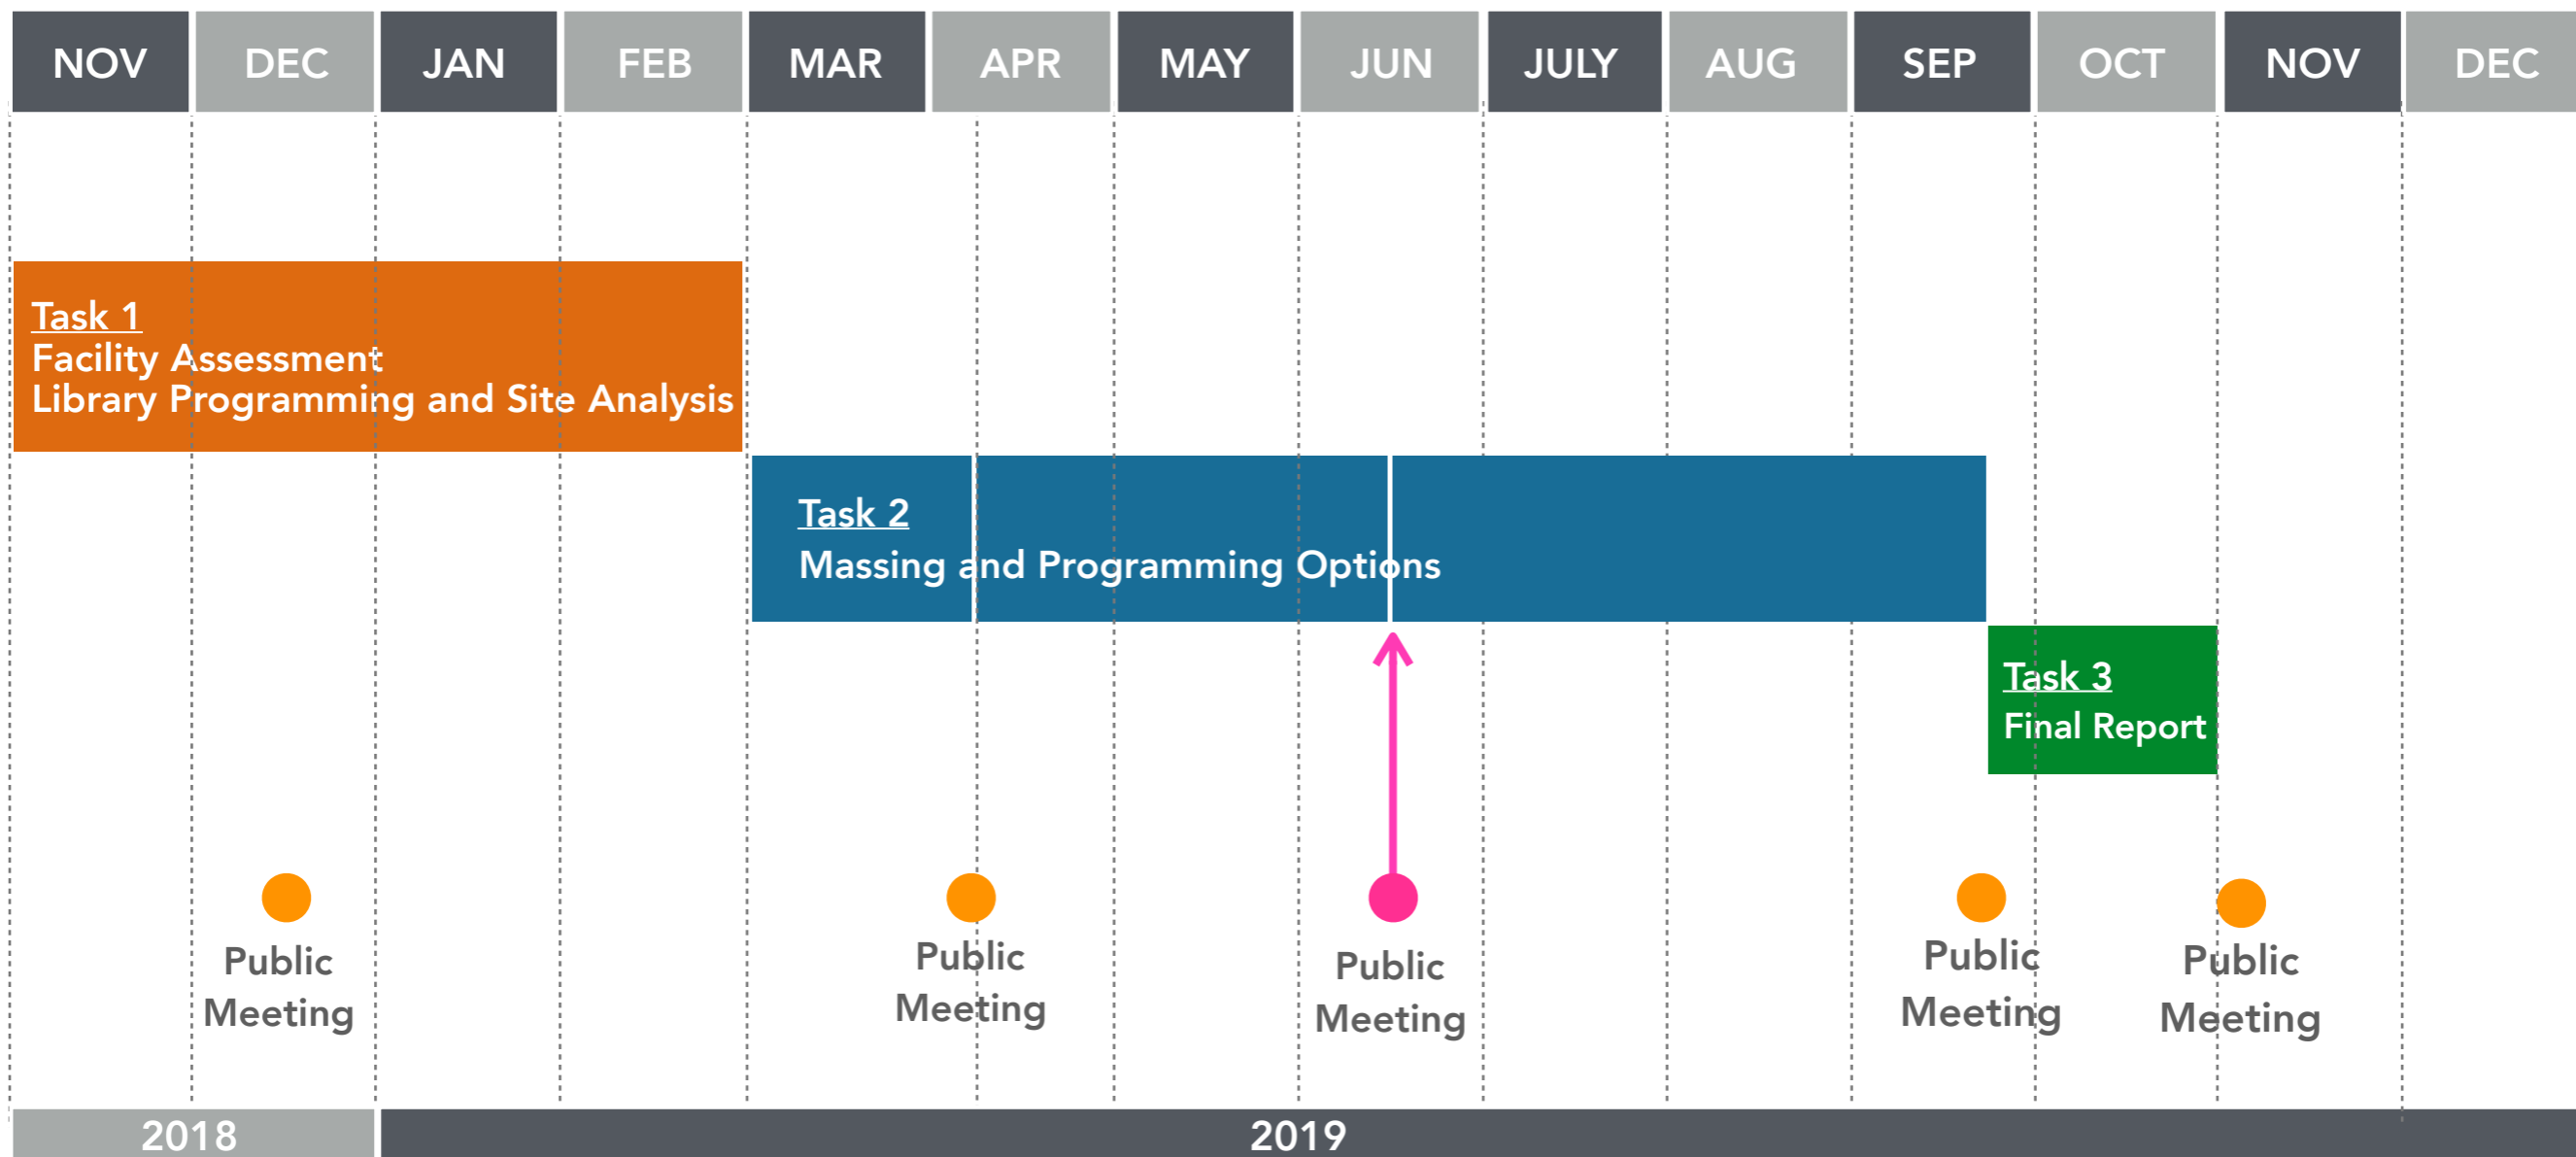 NOV DEC JAN FEB MAR APR MAY JUN JULY AUG SEP OCT NOV DEC
Task 1
Facility Assessment
Library Programming and Site Analysis
Task 2
Massing and Programming Options
Task 3
Final Report
Public
Meeting
Public
Meeting
Public
Meeting
Public
Meeting
Public
Meeting
2018 2019